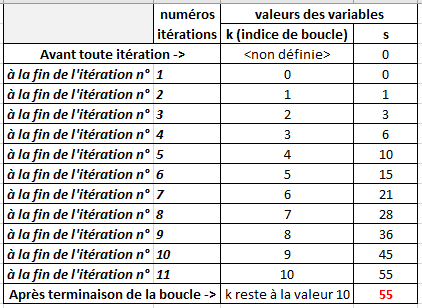 numéros itérations valeurs des variables
k (indice de boucle) s
Avant toute itération -> <non définie> 0
à la fin de l'itération n° 1 0 0
à la fin de l'itération n° 2 1 1
à la fin de l'itération n° 3 2 3
à la fin de l'itération n° 4 3 6
à la fin de l'itération n° 5 4 10
à la fin de l'itération n° 6 5 15
à la fin de l'itération n° 7 6 21
à la fin de l'itération n° 8 7 28
à la fin de l'itération n° 9 8 36
à la fin de l'itération n° 10 9 45
à la fin de l'itération n° 11 10 55
Après terminaison de la boucle -> k reste à la valeur 10 55